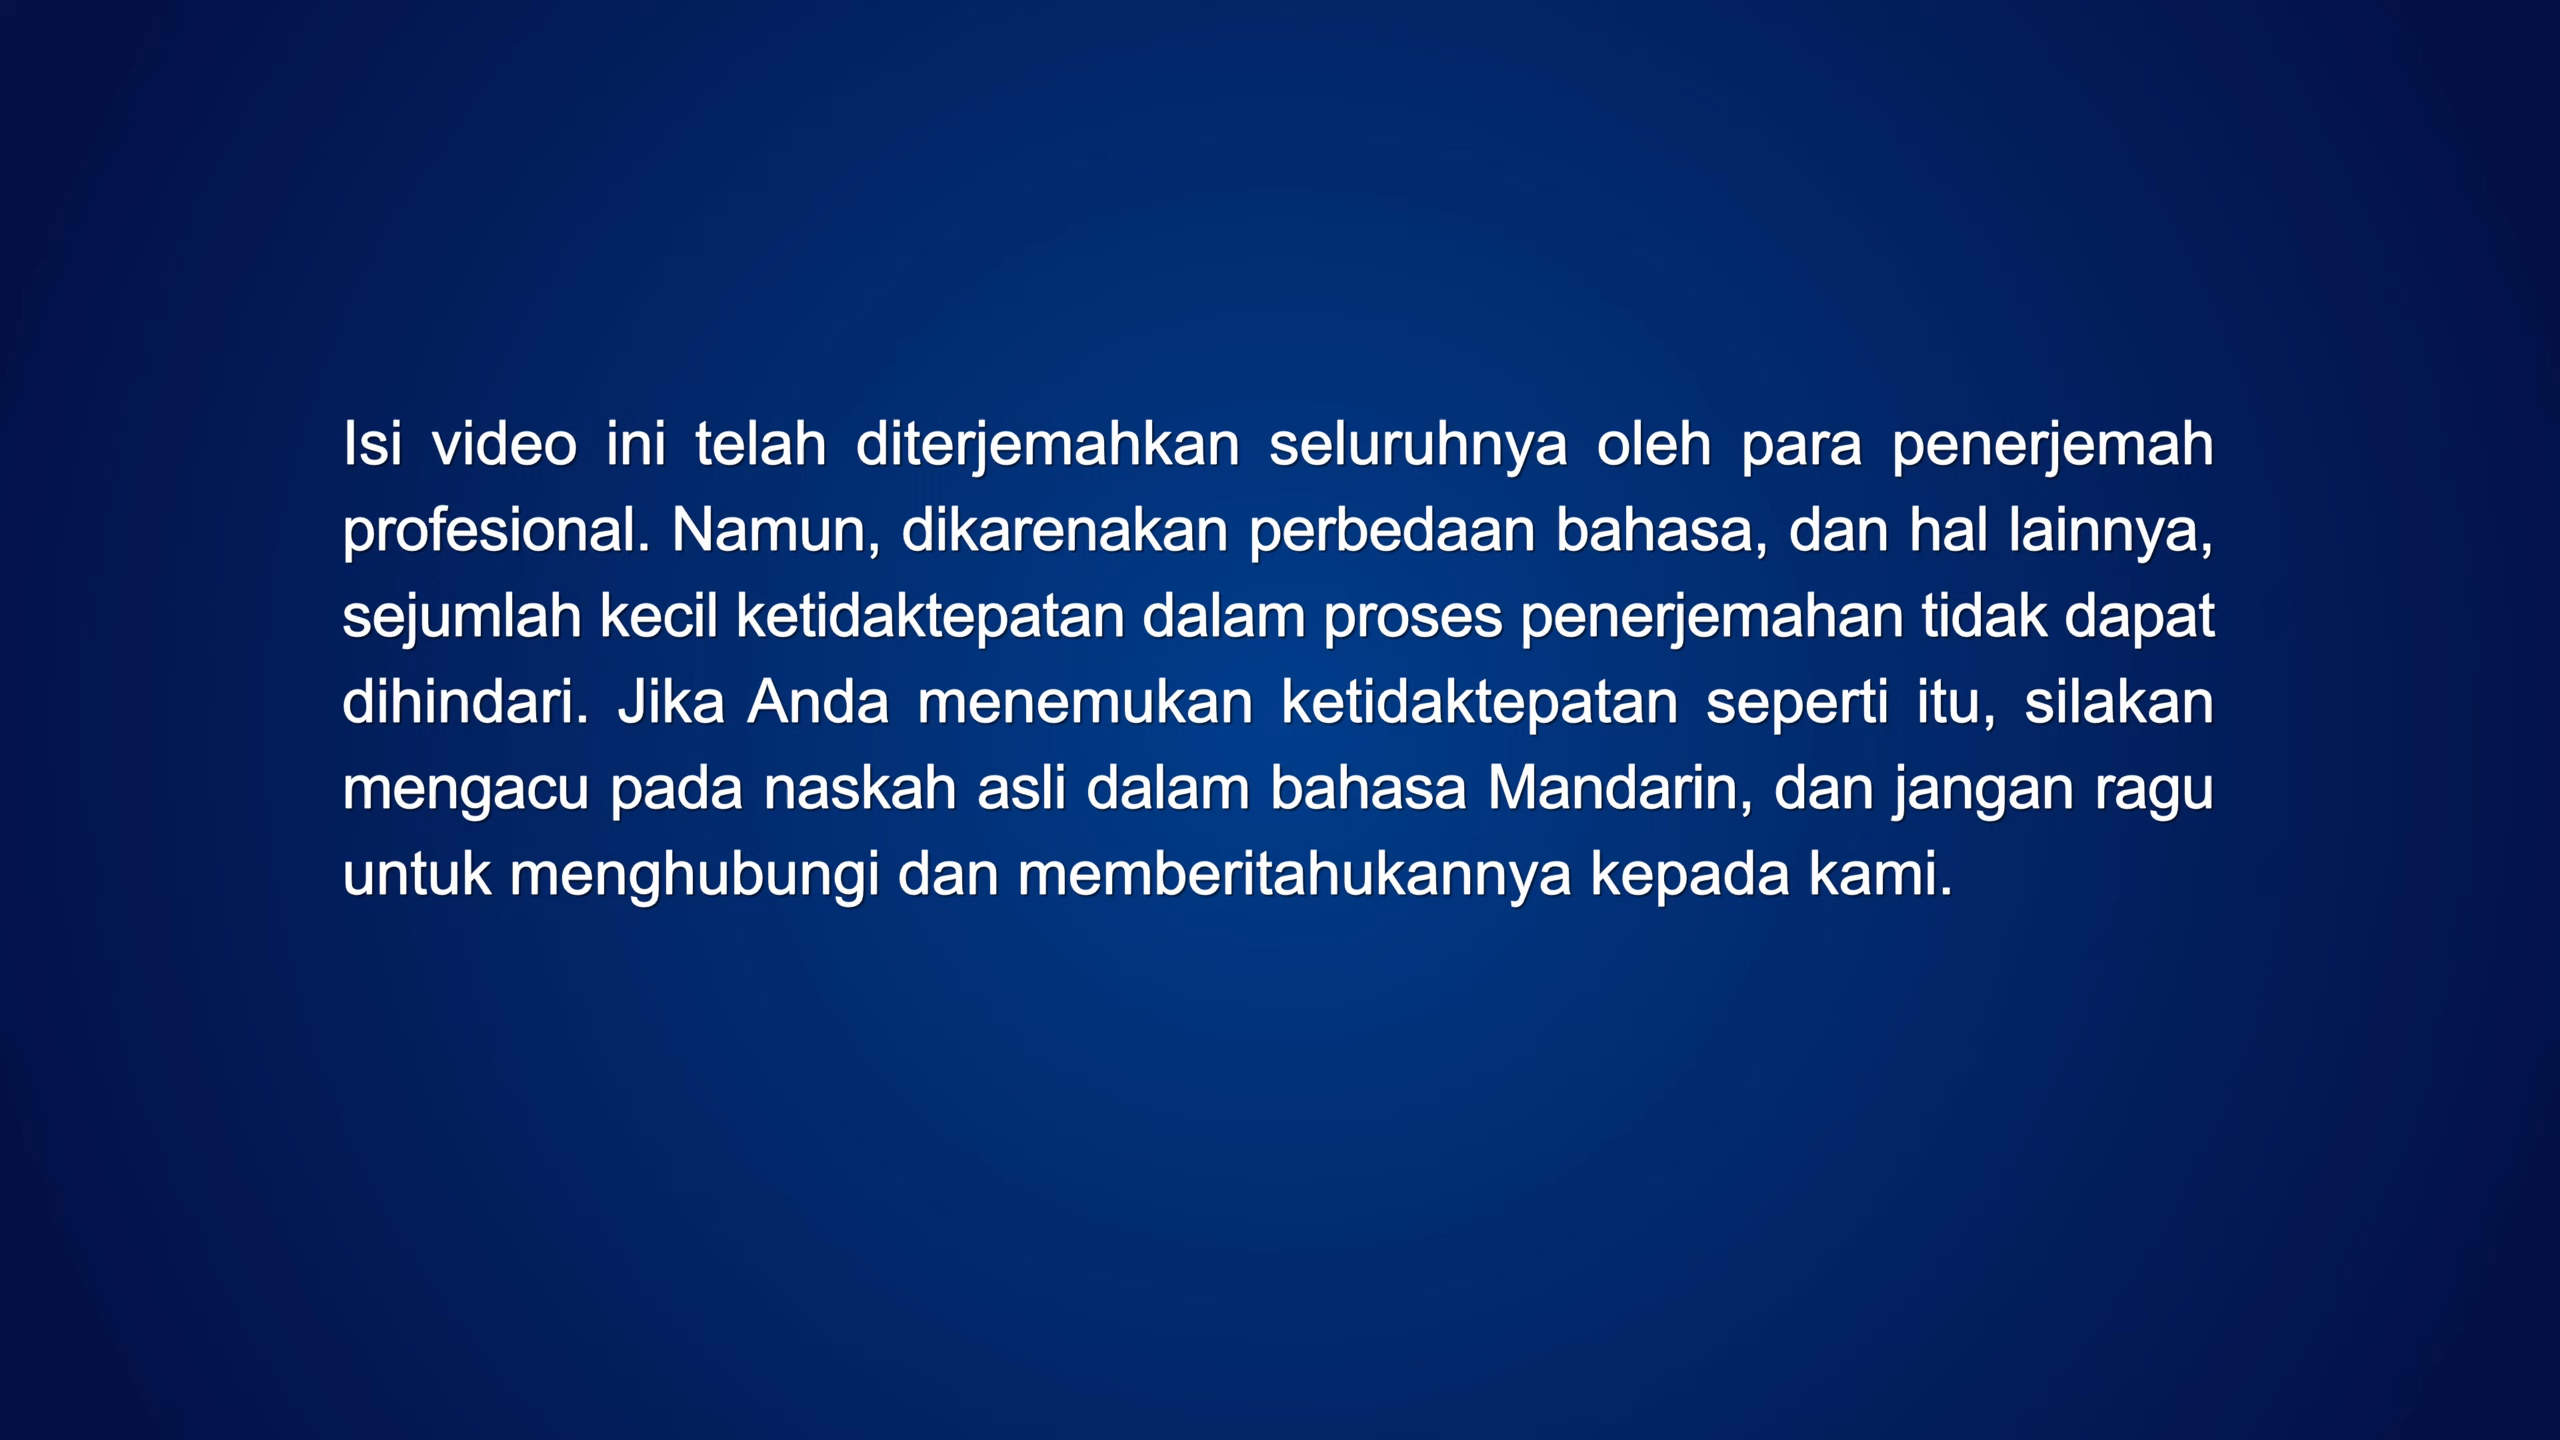 Isi video ini telah diterjemahkan seluruhnya oleh para penerjemah
profesional. Namun, dikarenakan perbedaan bahasa, dan hal lainnya,
sejumlah kecil ketidaktepatan dalam proses penerjemahan tidak dapat
dihindari. Jika Anda menemukan ketidaktepatan seperti itu, silakan
mengacu pada naskah asli dalam bahasa Mandarin, dan jangan ragu
untuk menghubungi dan memberitahukannya kepada kami.